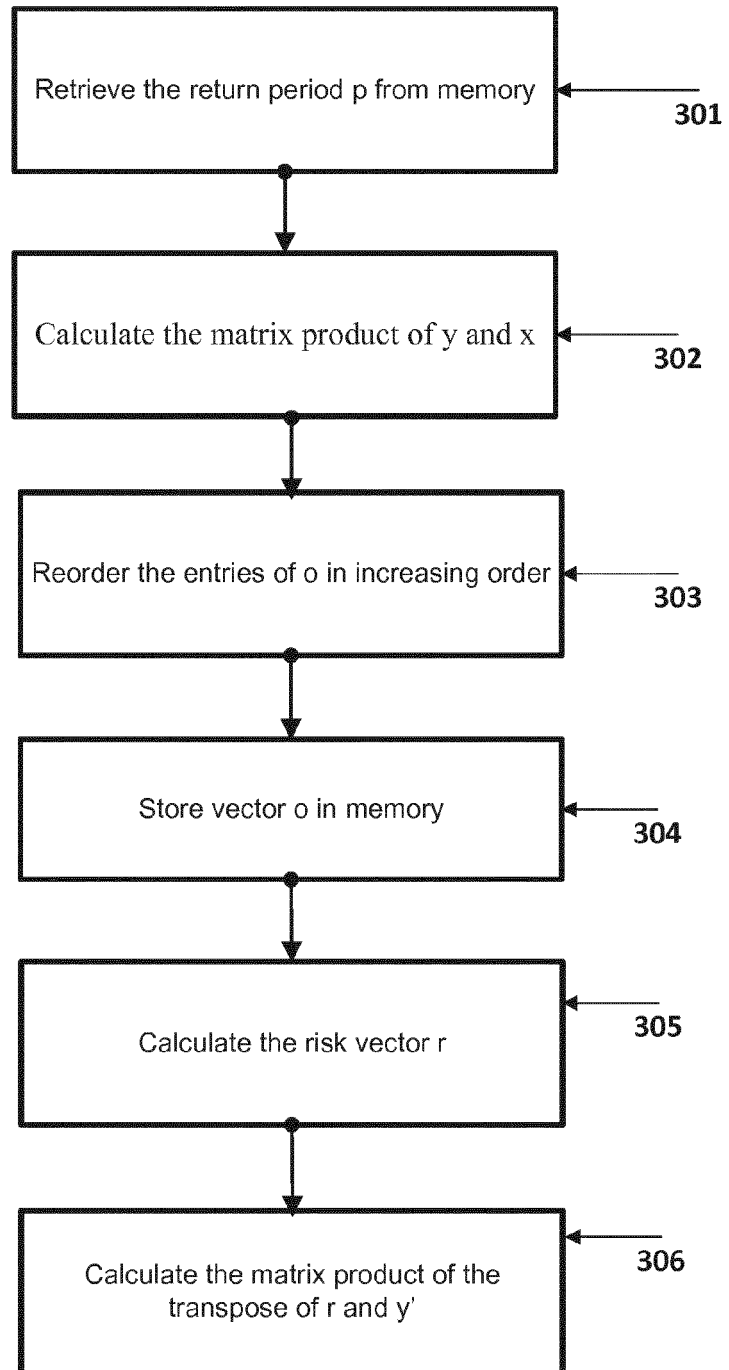 Retrieve the return period p from memory
301
Calculate the matrix product of y and x
302
Reorder the entries of o in increasing order
303
Store vector o in memory
304
Calculate the risk vector r
305
Calculate the matrix product of the
transpose of r and y'
306